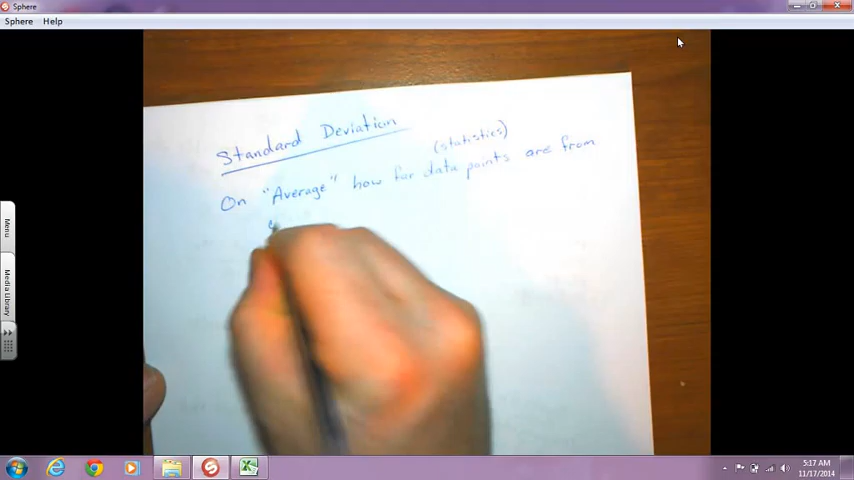 Sphere
Sphere Help
Standard Deviation
(statistics)
On "Average" how far data points are from
Menu
Media Library
5:17 AM
11/17/2014